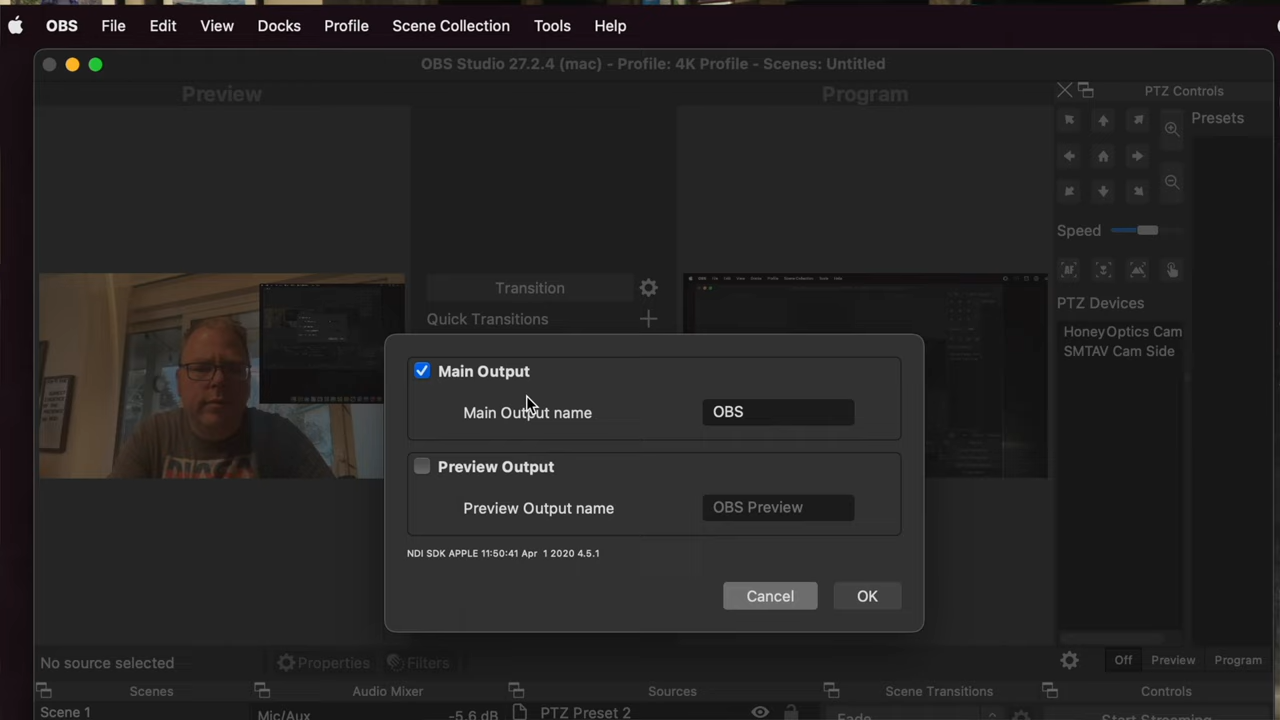 OBS File Edit View Docks Profile Scene Collection Tools Help
OBS Studio 27.2.4 (mac) - Profile: 4K Profile - Scenes: Untitled
Preview
Program
PTZ Controls
Presets
Speed
AF
PTZ Devices
HoneyOptics Cam
SMTAV Cam Side
Transition
Quick Transitions
Main Output
Main Output name OBS
Preview Output
Preview Output name OBS Preview
NDI SDK APPLE 11:50:41 Apr 1 2020 4.5.1
Cancel OK
No source selected Properties Filters
Off Preview Program
Scenes Audio Mixer Sources Scene Transitions Controls
Scene 1 Mic/Aux -5.6 dB PTZ Preset 2 Fade Start Streaming